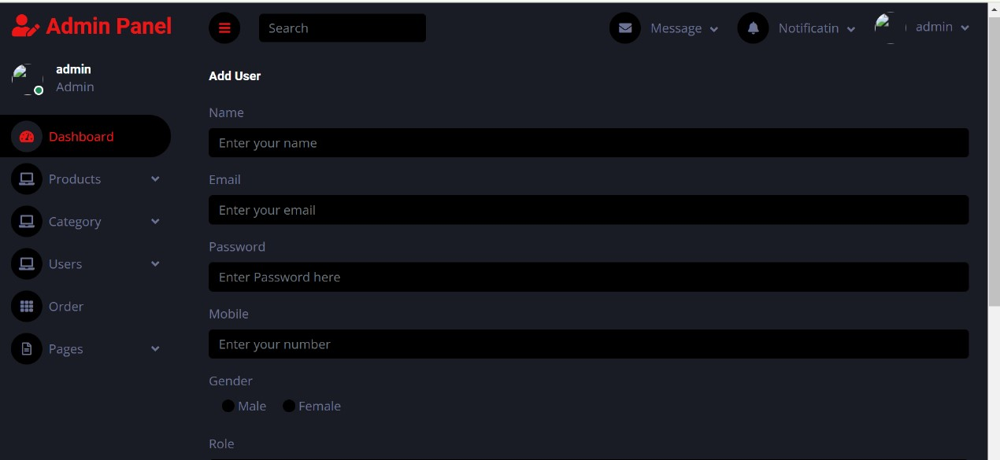 Admin Panel
Search
Message
Notificatin
admin
admin
Admin
Dashboard
Products
Category
Users
Order
Pages
Add User
Name
Enter your name
Email
Enter your email
Password
Enter Password here
Mobile
Enter your number
Gender
Male Female
Role